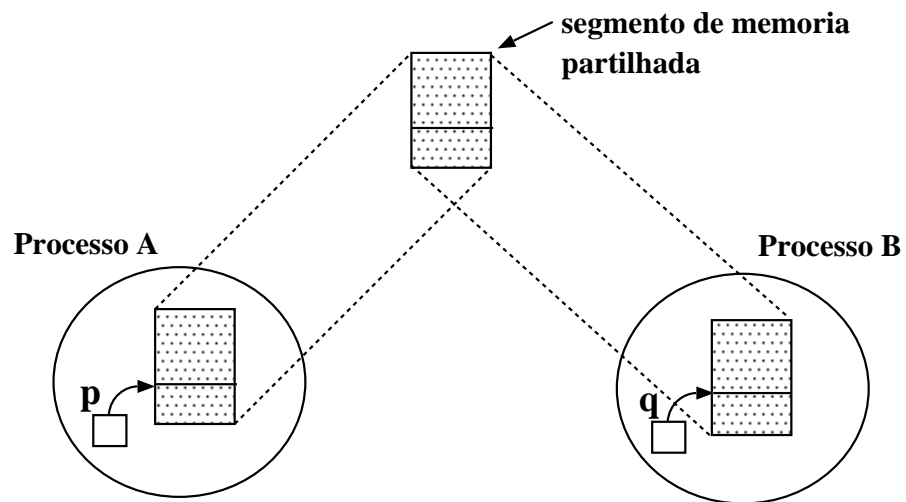 segmento de memoria
partilhada
Processo A
Processo B
p
q